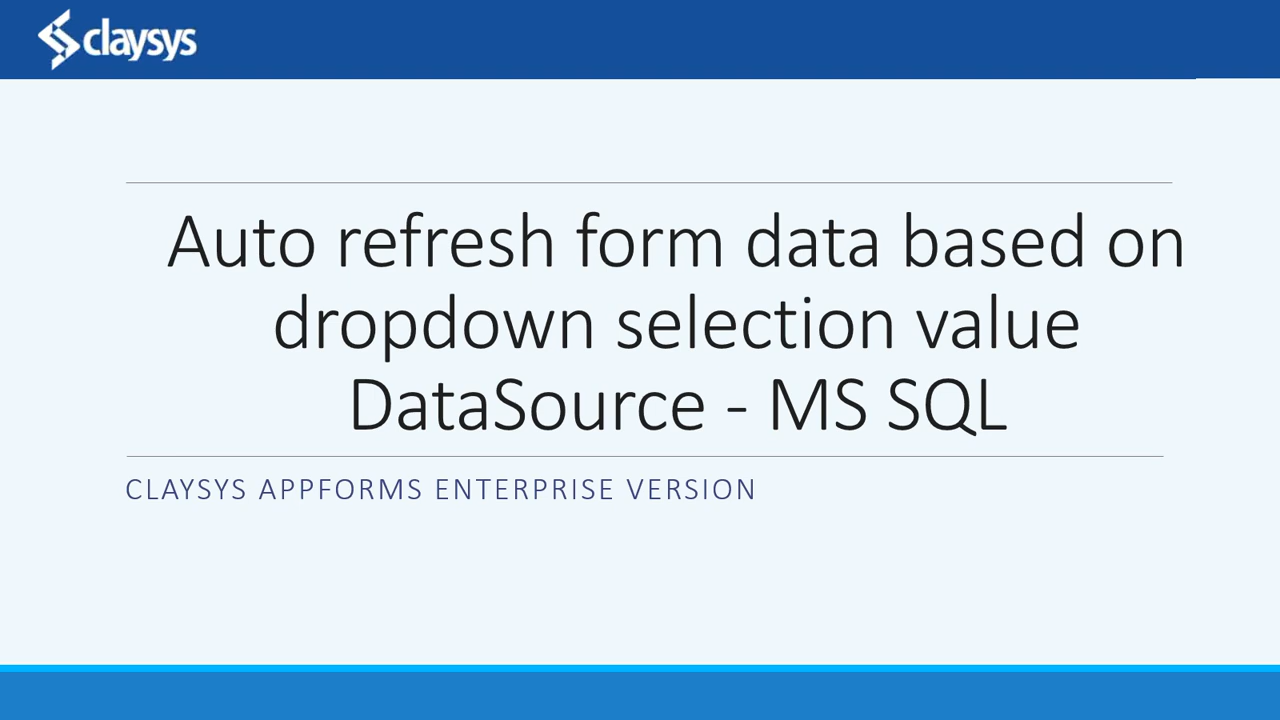 claysys
Auto refresh form data based on
dropdown selection value
DataSource - MS SQL
CLAYSYS APPFORMS ENTERPRISE VERSION